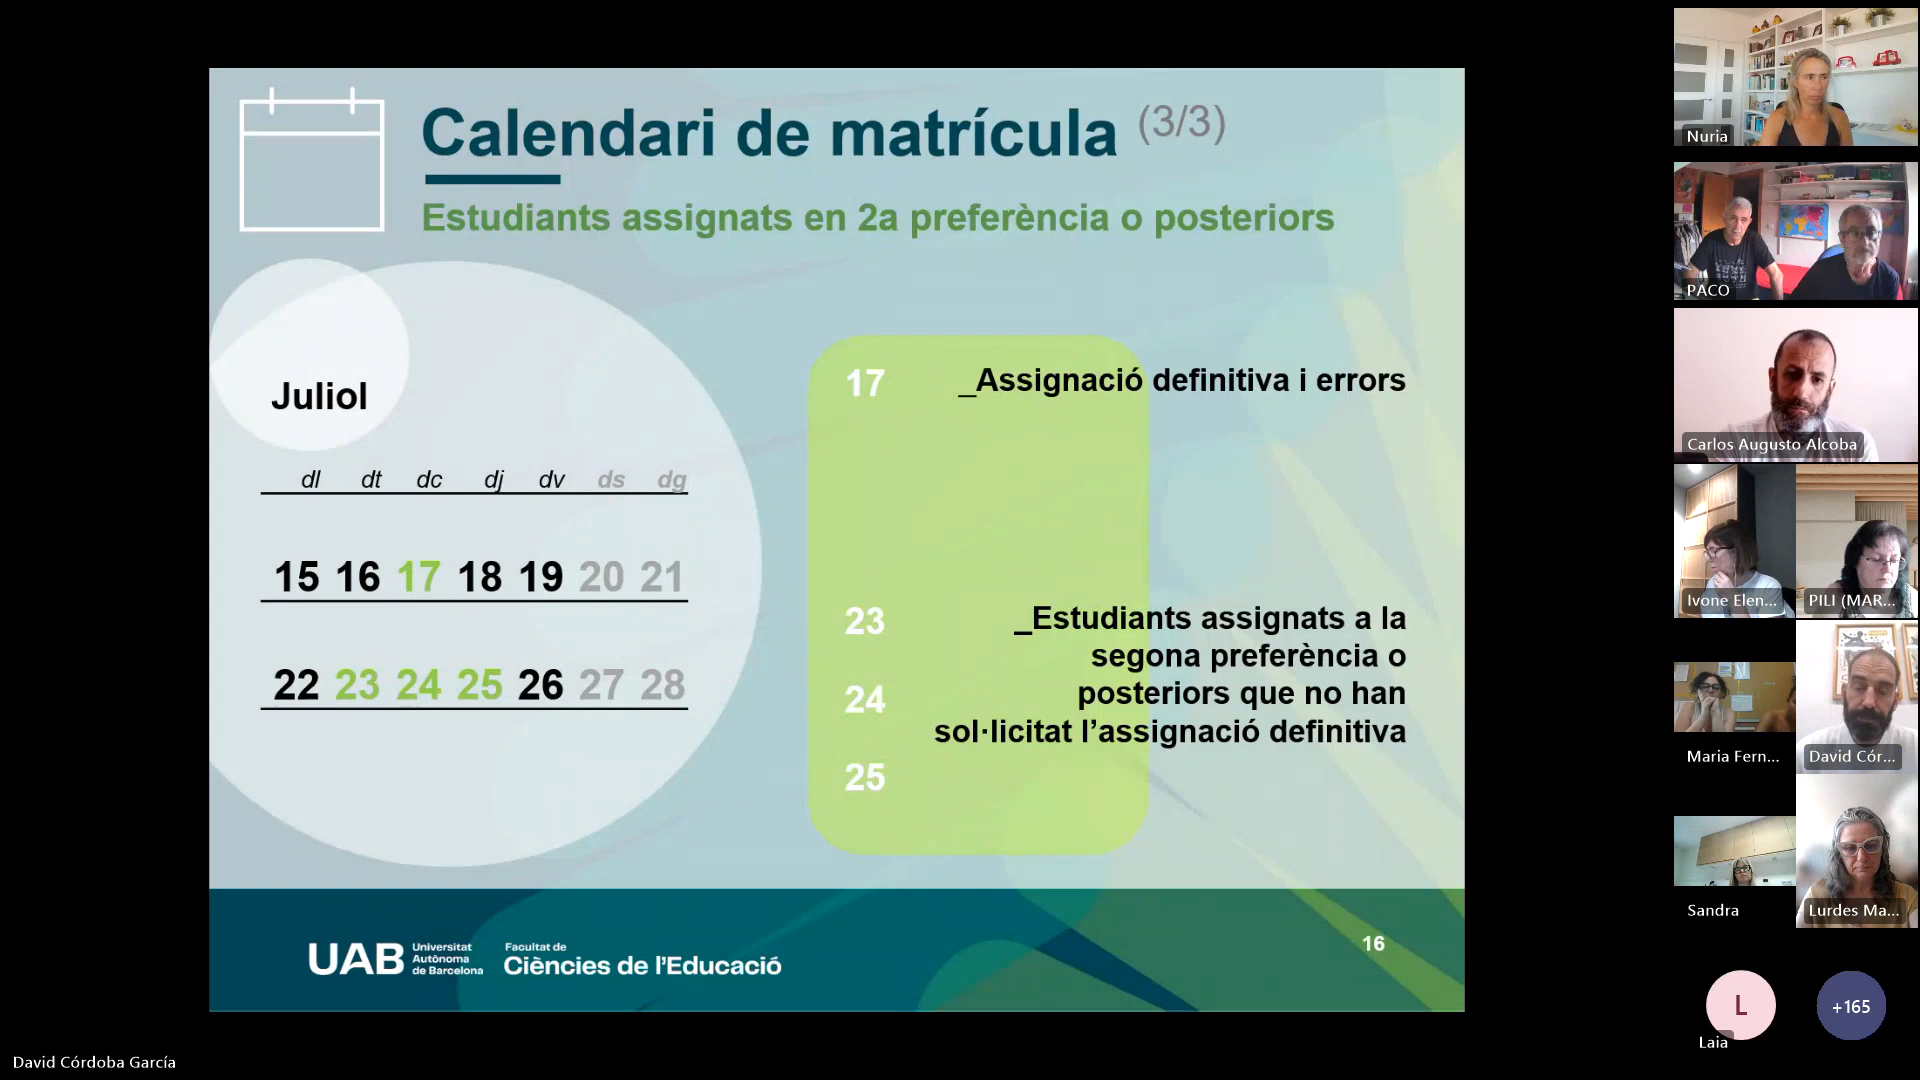 Calendari de matrícula (3/3)
Estudiants assignats en 2a preferència o posteriors
Juliol
dl dt dc dj dv ds dg
15 16 17 18 19 20 21
22 23 24 25 26 27 28
17 _Assignació definitiva i errors
23 _Estudiants assignats a la
segona preferència o
24 posteriors que no han
sol·licitat l'assignació definitiva
25
UAB Universitat
Autònoma
de Barcelona
Facultat de
Ciències de l'Educació
16
Nuria
PACO
Carlos Augusto Alcoba
Ivone Elen...
PILI (MAR...
Maria Fern...
David Cór...
Sandra
Lurdes Ma...
L
Laia
+165
David Córdoba García